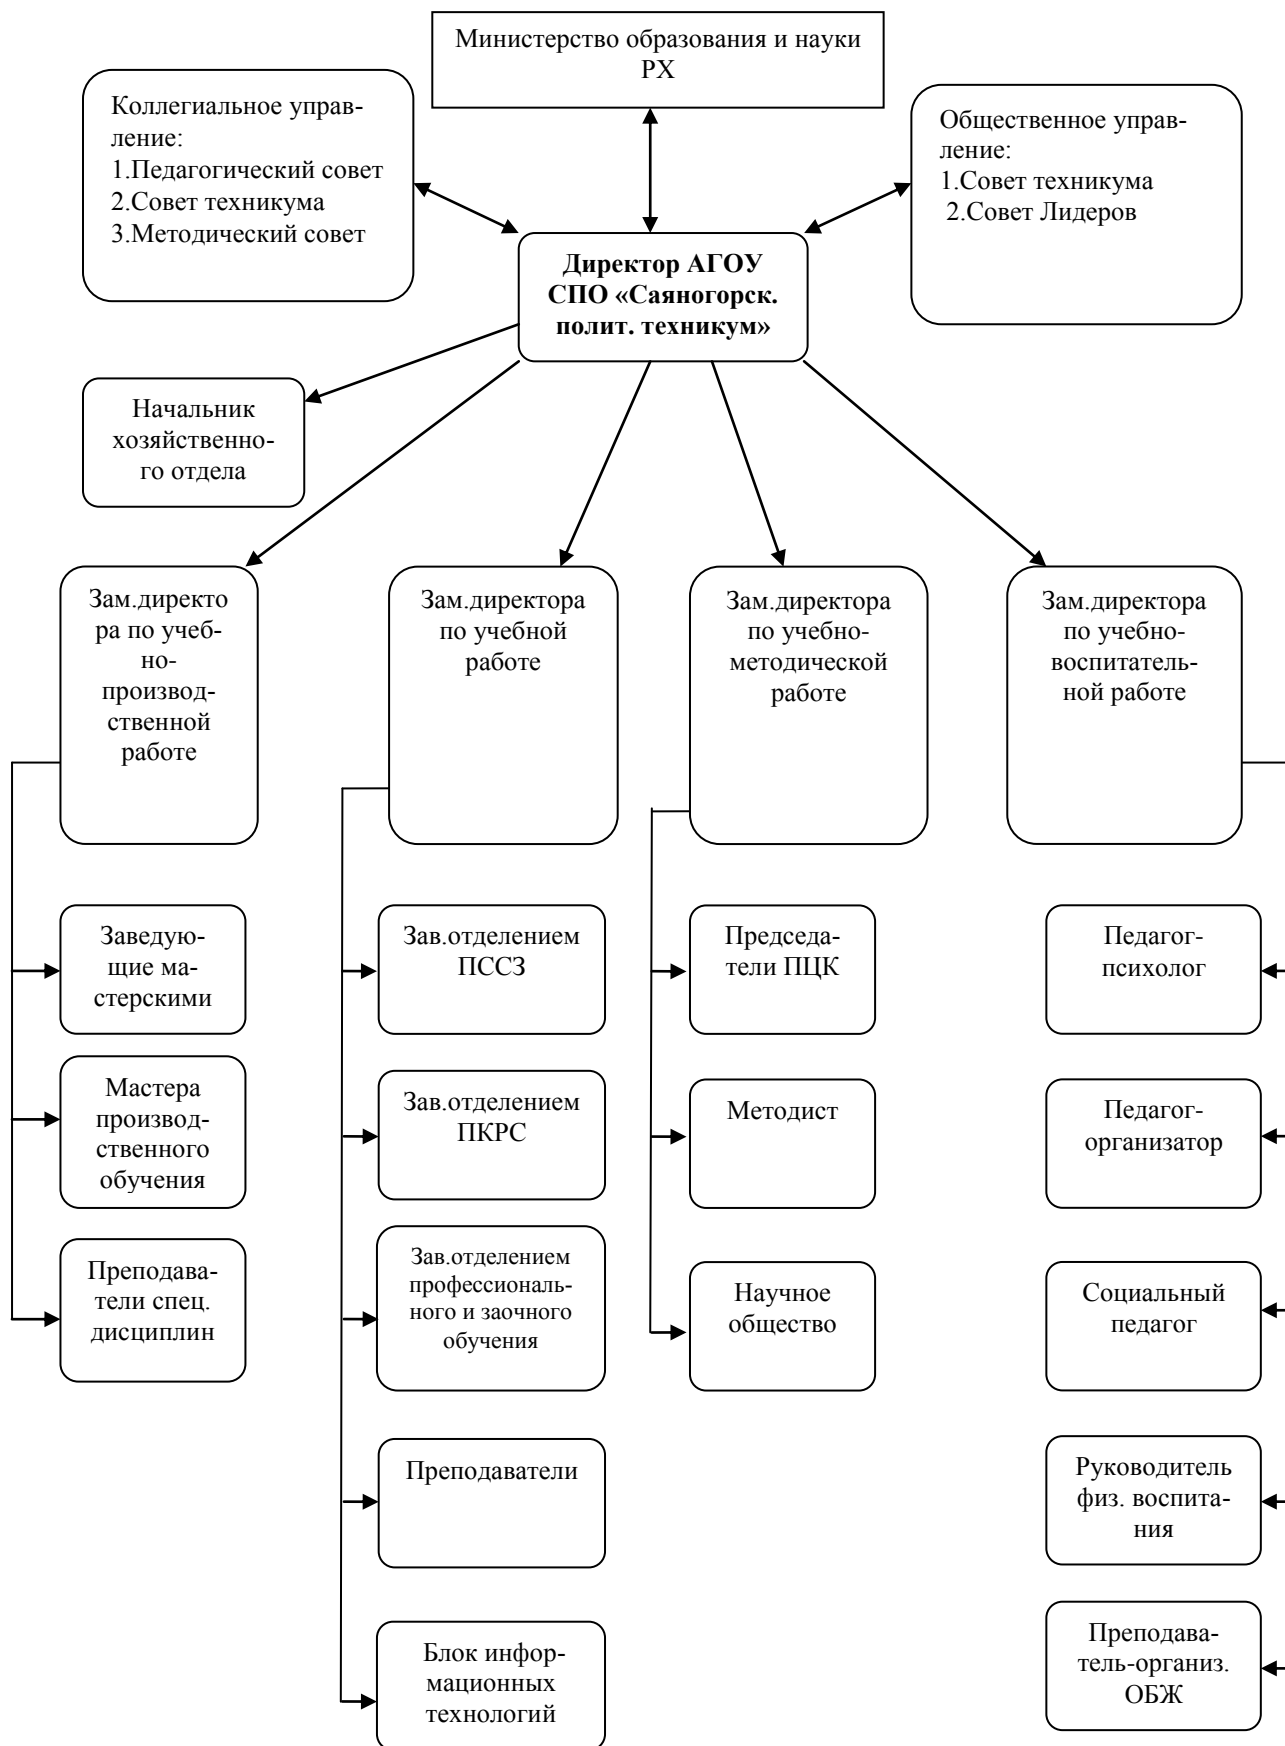 Министерство образования и науки
РХ
Коллегиальное управ-
ление:
1.Педагогический совет
2.Совет техникума
3.Методический совет
Общественное управ-
ление:
1.Совет техникума
2.Совет Лидеров
Директор АГОУ
СПО «Саяногорск.
полит. техникум»
Начальник
хозяйственно-
го отдела
Зам.директо
ра по учеб-
но-
производ-
ственной
работе
Зам.директора
по учебной
работе
Зам.директора
по учебно-
методической
работе
Зам.директора
по учебно-
воспитатель-
ной работе
Заведую-
щие ма-
стерскими
Мастера
производ-
ственного
обучения
Преподава-
тели спец.
дисциплин
Зав.отделением
ПССЗ
Зав.отделением
ПКРС
Зав.отделением
профессиональ-
ного и заочного
обучения
Преподаватели
Блок инфор-
мационных
технологий
Председа-
тели ПЦК
Методист
Научное
общество
Педагог-
психолог
Педагог-
организатор
Социальный
педагог
Руководитель
физ. воспита-
ния
Преподава-
тель-организ.
ОБЖ